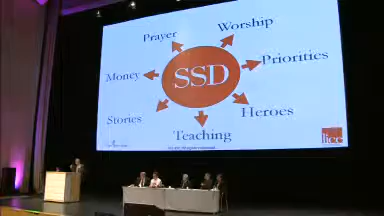 Worship
Prayer
Priorities
Money
SSD
Stories
Heroes
Teaching
licc